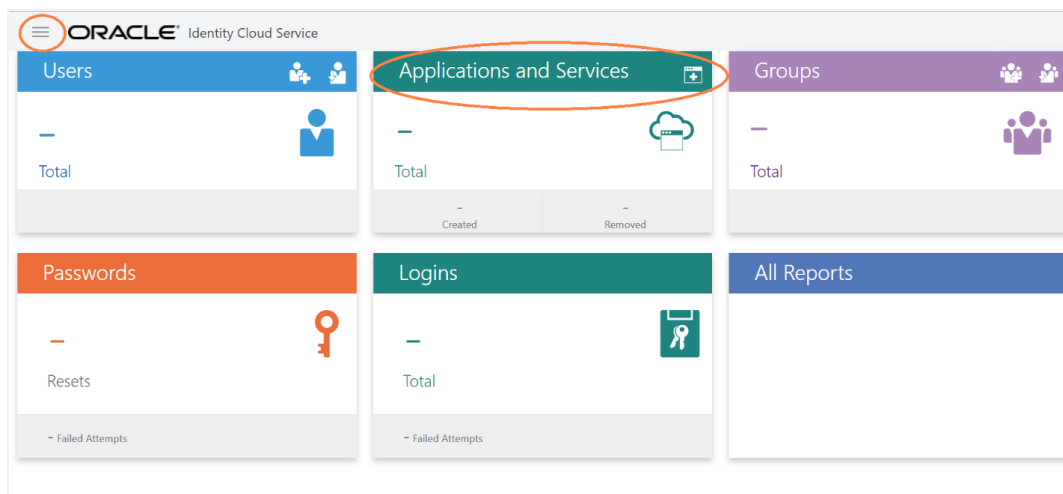 ORACLE® Identity Cloud Service
Users
Applications and Services
Groups
–
–
–
Total
Total
Total
-
-
Created
Removed
Passwords
Logins
All Reports
–
–
Resets
Total
- Failed Attempts
- Failed Attempts